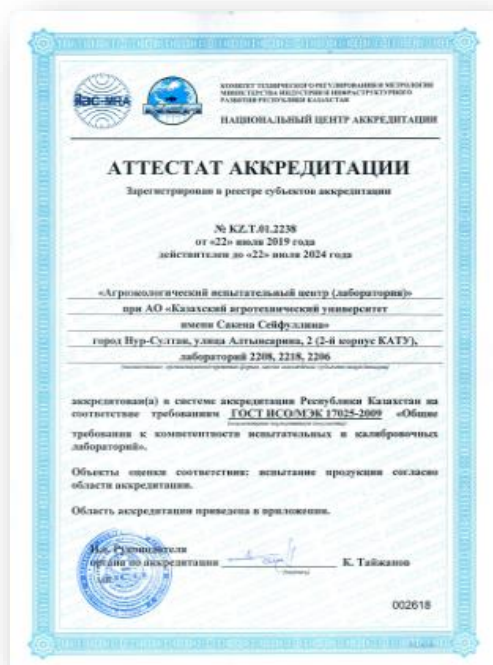 ilac-MRA
КОМИТЕТ ТЕХНИЧЕСКОГО РЕГУЛИРОВАНИЯ И МЕТРОЛОГИИ
МИНИСТЕРСТВА ИНДУСТРИИ И ИНФРАСТРУКТУРНОГО
РАЗВИТИЯ РЕСПУБЛИКИ КАЗАХСТАН
НАЦИОНАЛЬНЫЙ ЦЕНТР АККРЕДИТАЦИИ
АТТЕСТАТ АККРЕДИТАЦИИ
Зарегистрирован в реестре субъектов аккредитации
№ KZ.T.01.2238
от «22» июля 2019 года
действителен до «22» июля 2024 года
«Агроэкологический испытательный центр (лаборатория)»
при АО «Казахский агротехнический университет
имени Сакена Сейфуллина»
город Нур-Султан, улица Алтынсарина, 2 (2-й корпус КАТУ),
лабораторий 2208, 2218, 2206
аккредитован(а) в системе аккредитации Республики Казахстан на
соответствие требованиям ГОСТ ИСО/МЭК 17025-2009 «Общие
требования к компетентности испытательных и калибровочных
лабораторий».
Объекты оценки соответствия: испытание продукции согласно
области аккредитации.
Область аккредитации приведена в приложении.
И.о. Руководителя
органа по аккредитации
К. Тайжанов
002618